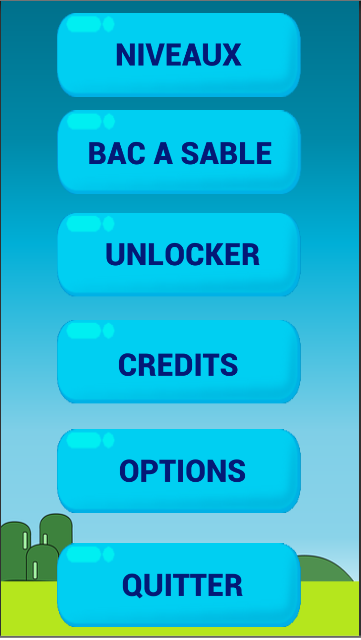 NIVEAUX
BAC A SABLE
UNLOCKER
CREDITS
OPTIONS
QUITTER